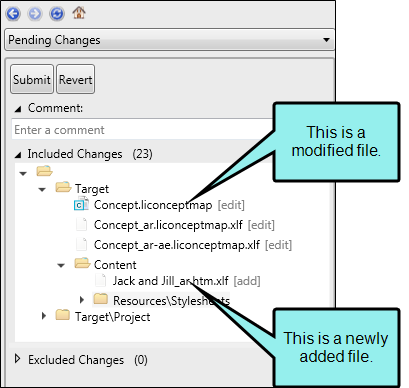 Pending Changes
Submit Revert
Comment:
Enter a comment
Included Changes (23)
Target
Concept.liconceptmap [edit]
Concept_ar.liconceptmap.xlf [edit]
Concept_ar-ae.liconceptmap.xlf [edit]
Content
Jack and Jill_ar.htm.xlf [add]
Resources\Stylesheets
Target\Project
Excluded Changes (0)
This is a
modified file.
This is a newly
added file.